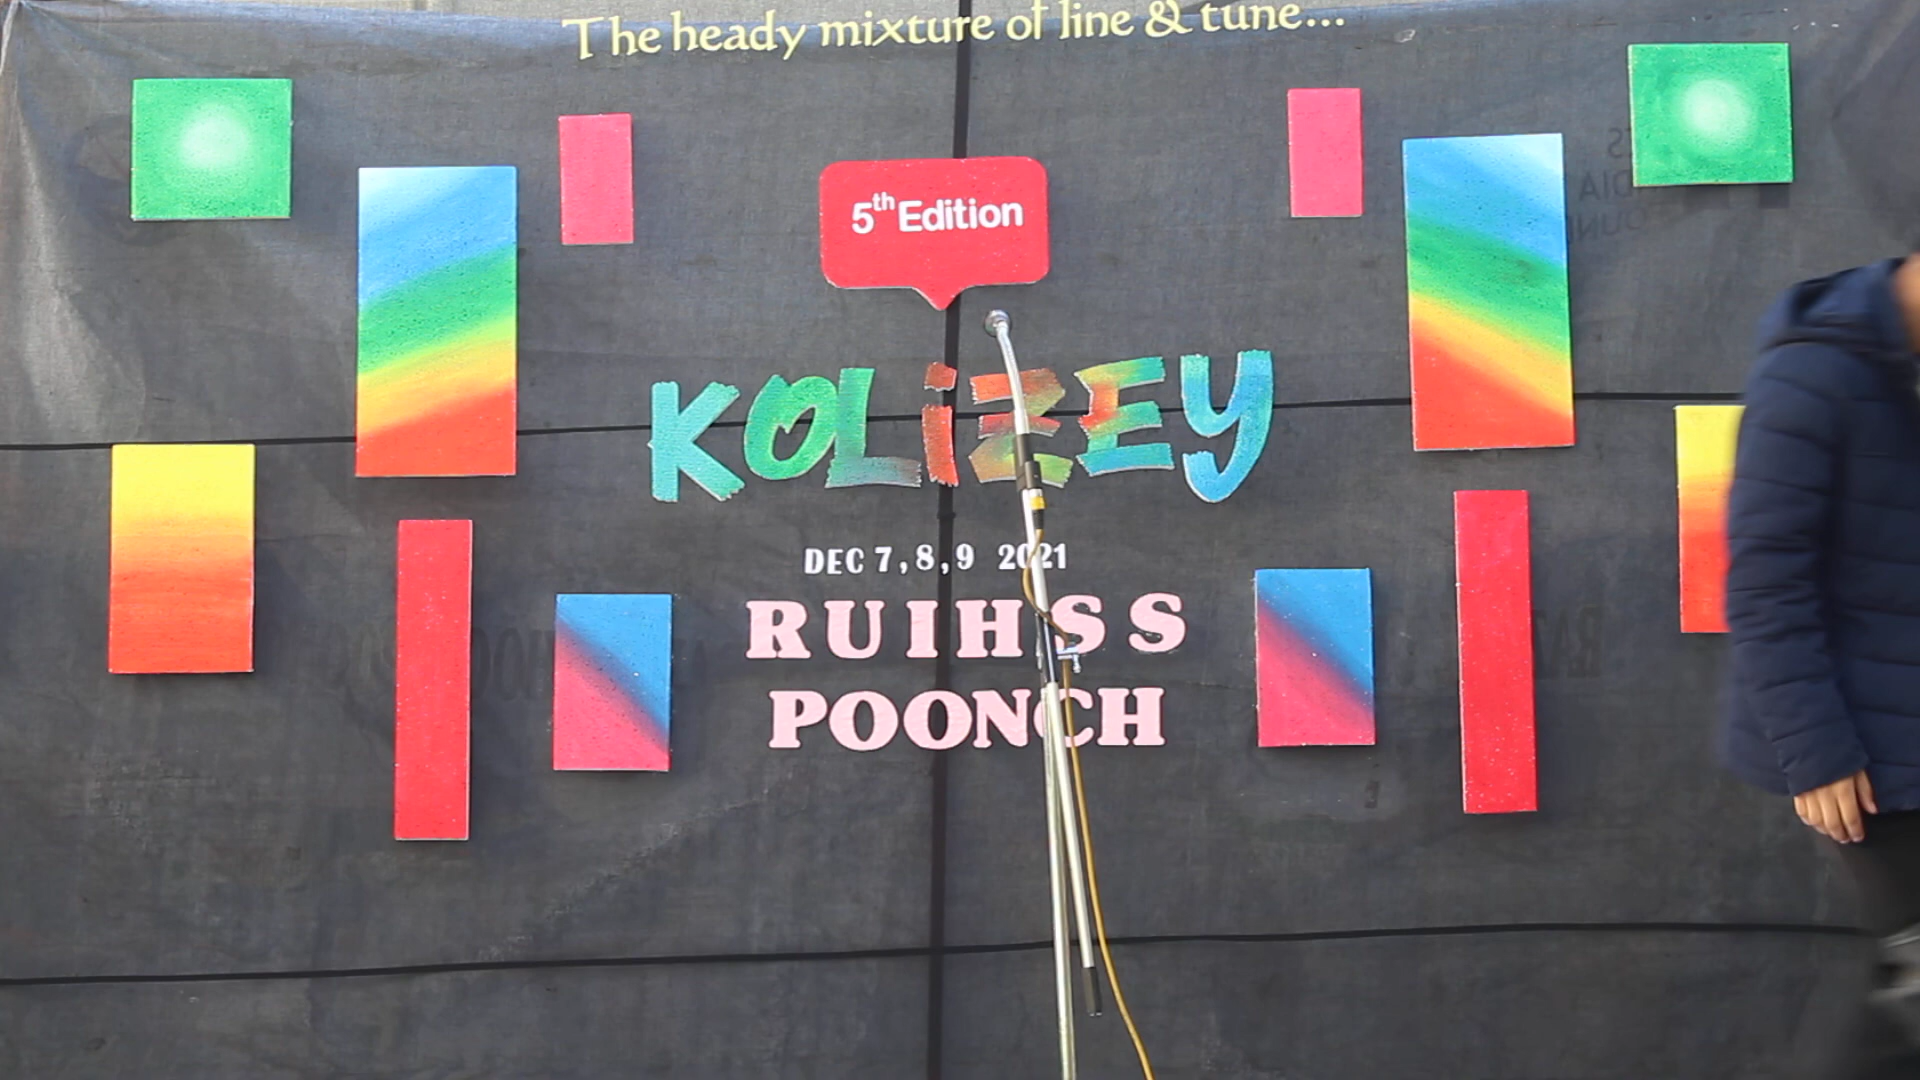 The heady mixture of line & tune...
5th Edition
KOLiZEY
DEC 7,8,9 2021
RUIHSS
POONCH